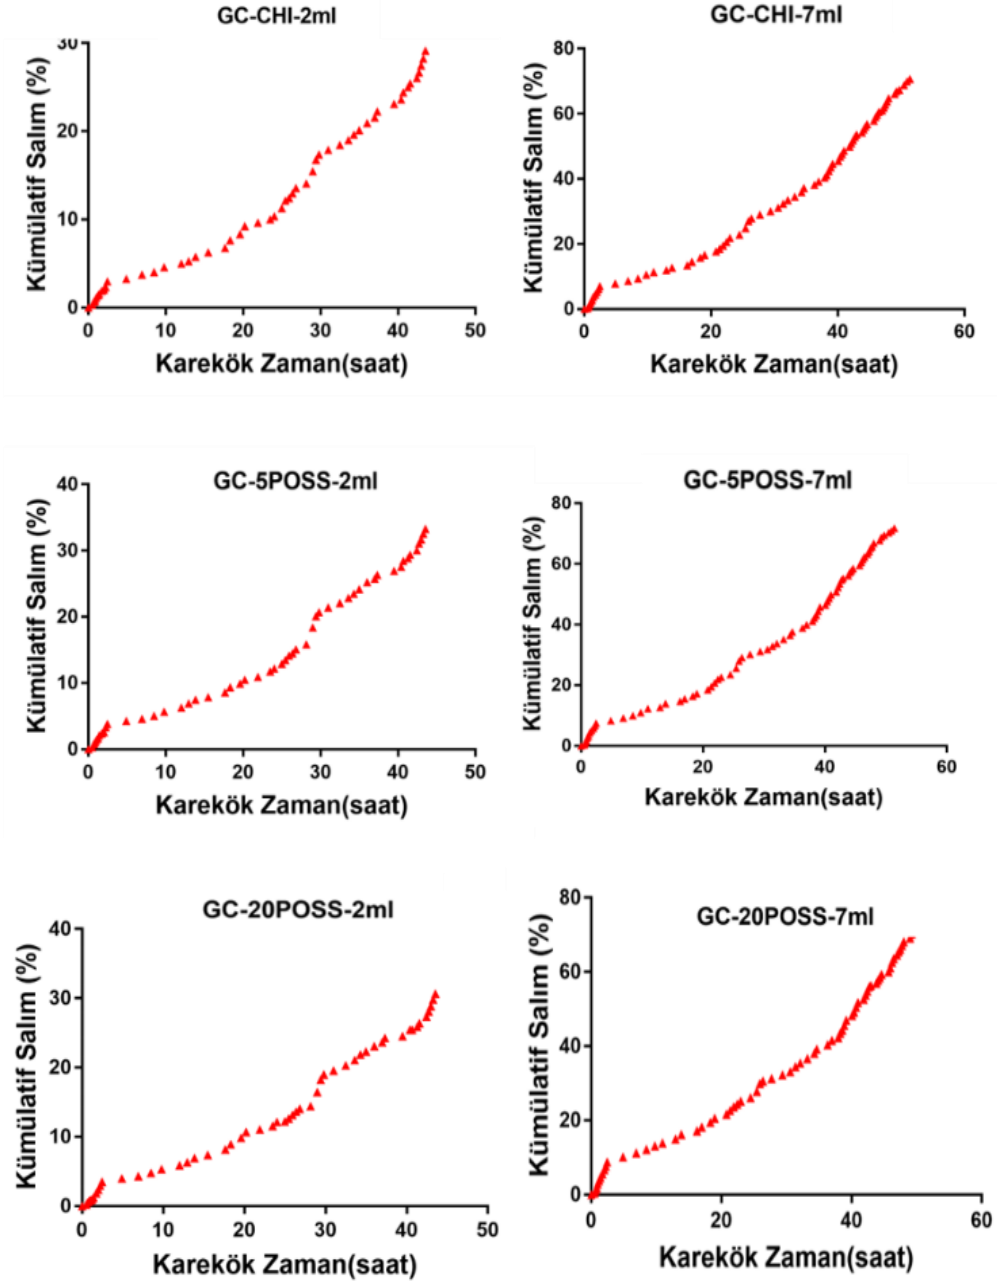 GC-CHI-2ml
Kümülatif Salım (%)
30
20
10
0
0 10 20 30 40 50
Karekök Zaman(saat)
GC-CHI-7ml
Kümülatif Salım (%)
80
60
40
20
0
0 20 40 60
Karekök Zaman(saat)
GC-5POSS-2ml
Kümülatif Salım (%)
40
30
20
10
0
0 10 20 30 40 50
Karekök Zaman(saat)
GC-5POSS-7ml
Kümülatif Salım (%)
80
60
40
20
0
0 20 40 60
Karekök Zaman(saat)
GC-20POSS-2ml
Kümülatif Salım (%)
40
30
20
10
0
0 10 20 30 40 50
Karekök Zaman(saat)
GC-20POSS-7ml
Kümülatif Salım (%)
80
60
40
20
0
0 20 40 60
Karekök Zaman(saat)